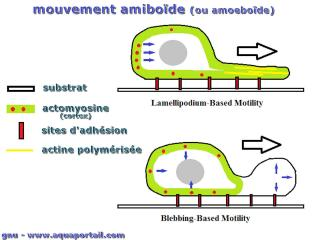 mouvement amiboïde (ou amoeboïde)
substrat
Lamellipodium-Based Motility
actomyosine
(cortex)
sites d'adhésion
actine polymérisée
Blebbing-Based Motility
gnu - www.aquaportail.com